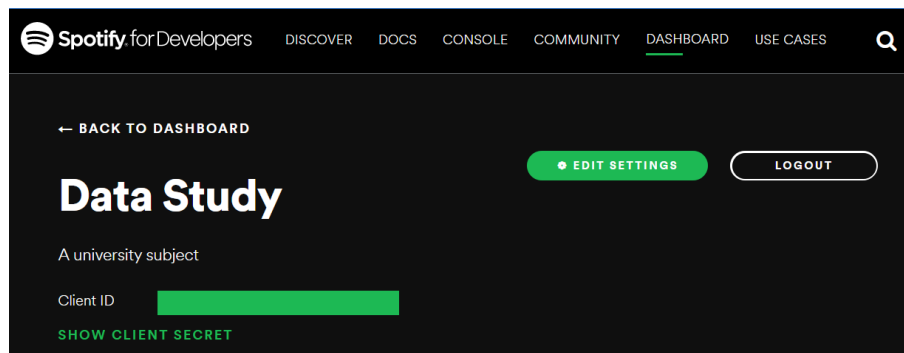 Spotify for Developers DISCOVER DOCS CONSOLE COMMUNITY DASHBOARD USE CASES
← BACK TO DASHBOARD
EDIT SETTINGS LOGOUT
Data Study
A university subject
Client ID
SHOW CLIENT SECRET